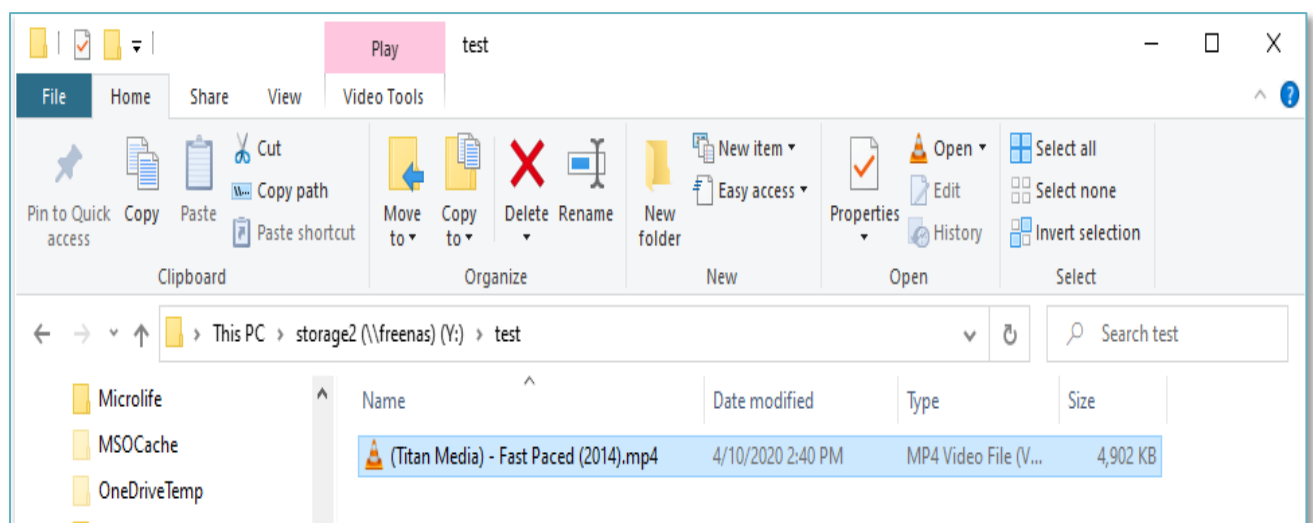 Play test
File Home Share View Video Tools
Pin to Quick access
Copy
Paste
Cut
Copy path
Paste shortcut
Clipboard
Move to
Copy to
Delete
Rename
Organize
New folder
New item
Easy access
New
Properties
Open
Edit
History
Open
Select all
Select none
Invert selection
Select
This PC > storage2 (\\freenas) (Y:) > test
Search test
Microlife
MSOCache
OneDriveTemp
Name Date modified Type Size
(Titan Media) - Fast Paced (2014).mp4 4/10/2020 2:40 PM MP4 Video File (V... 4,902 KB